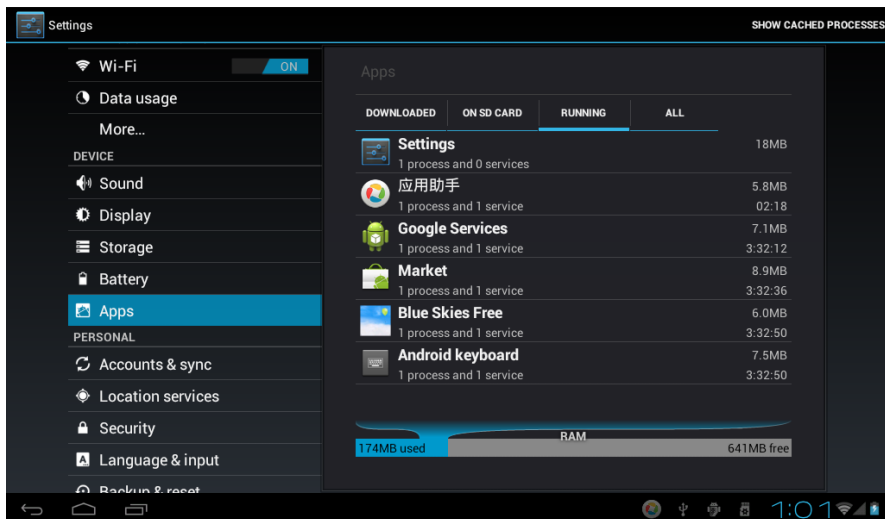 Settings
SHOW CACHED PROCESSES
Wi-Fi ON
Data usage
More...
DEVICE
Sound
Display
Storage
Battery
Apps
PERSONAL
Accounts & sync
Location services
Security
Language & input
Backup & reset
Apps
DOWNLOADED ON SD CARD RUNNING ALL
Settings 18MB
1 process and 0 services
应用助手 5.8MB
1 process and 1 service 02:18
Google Services 7.1MB
1 process and 1 service 3:32:12
Market 8.9MB
1 process and 1 service 3:32:36
Blue Skies Free 6.0MB
1 process and 1 service 3:32:50
Android keyboard 7.5MB
1 process and 1 service 3:32:50
RAM
174MB used 641MB free
1:01